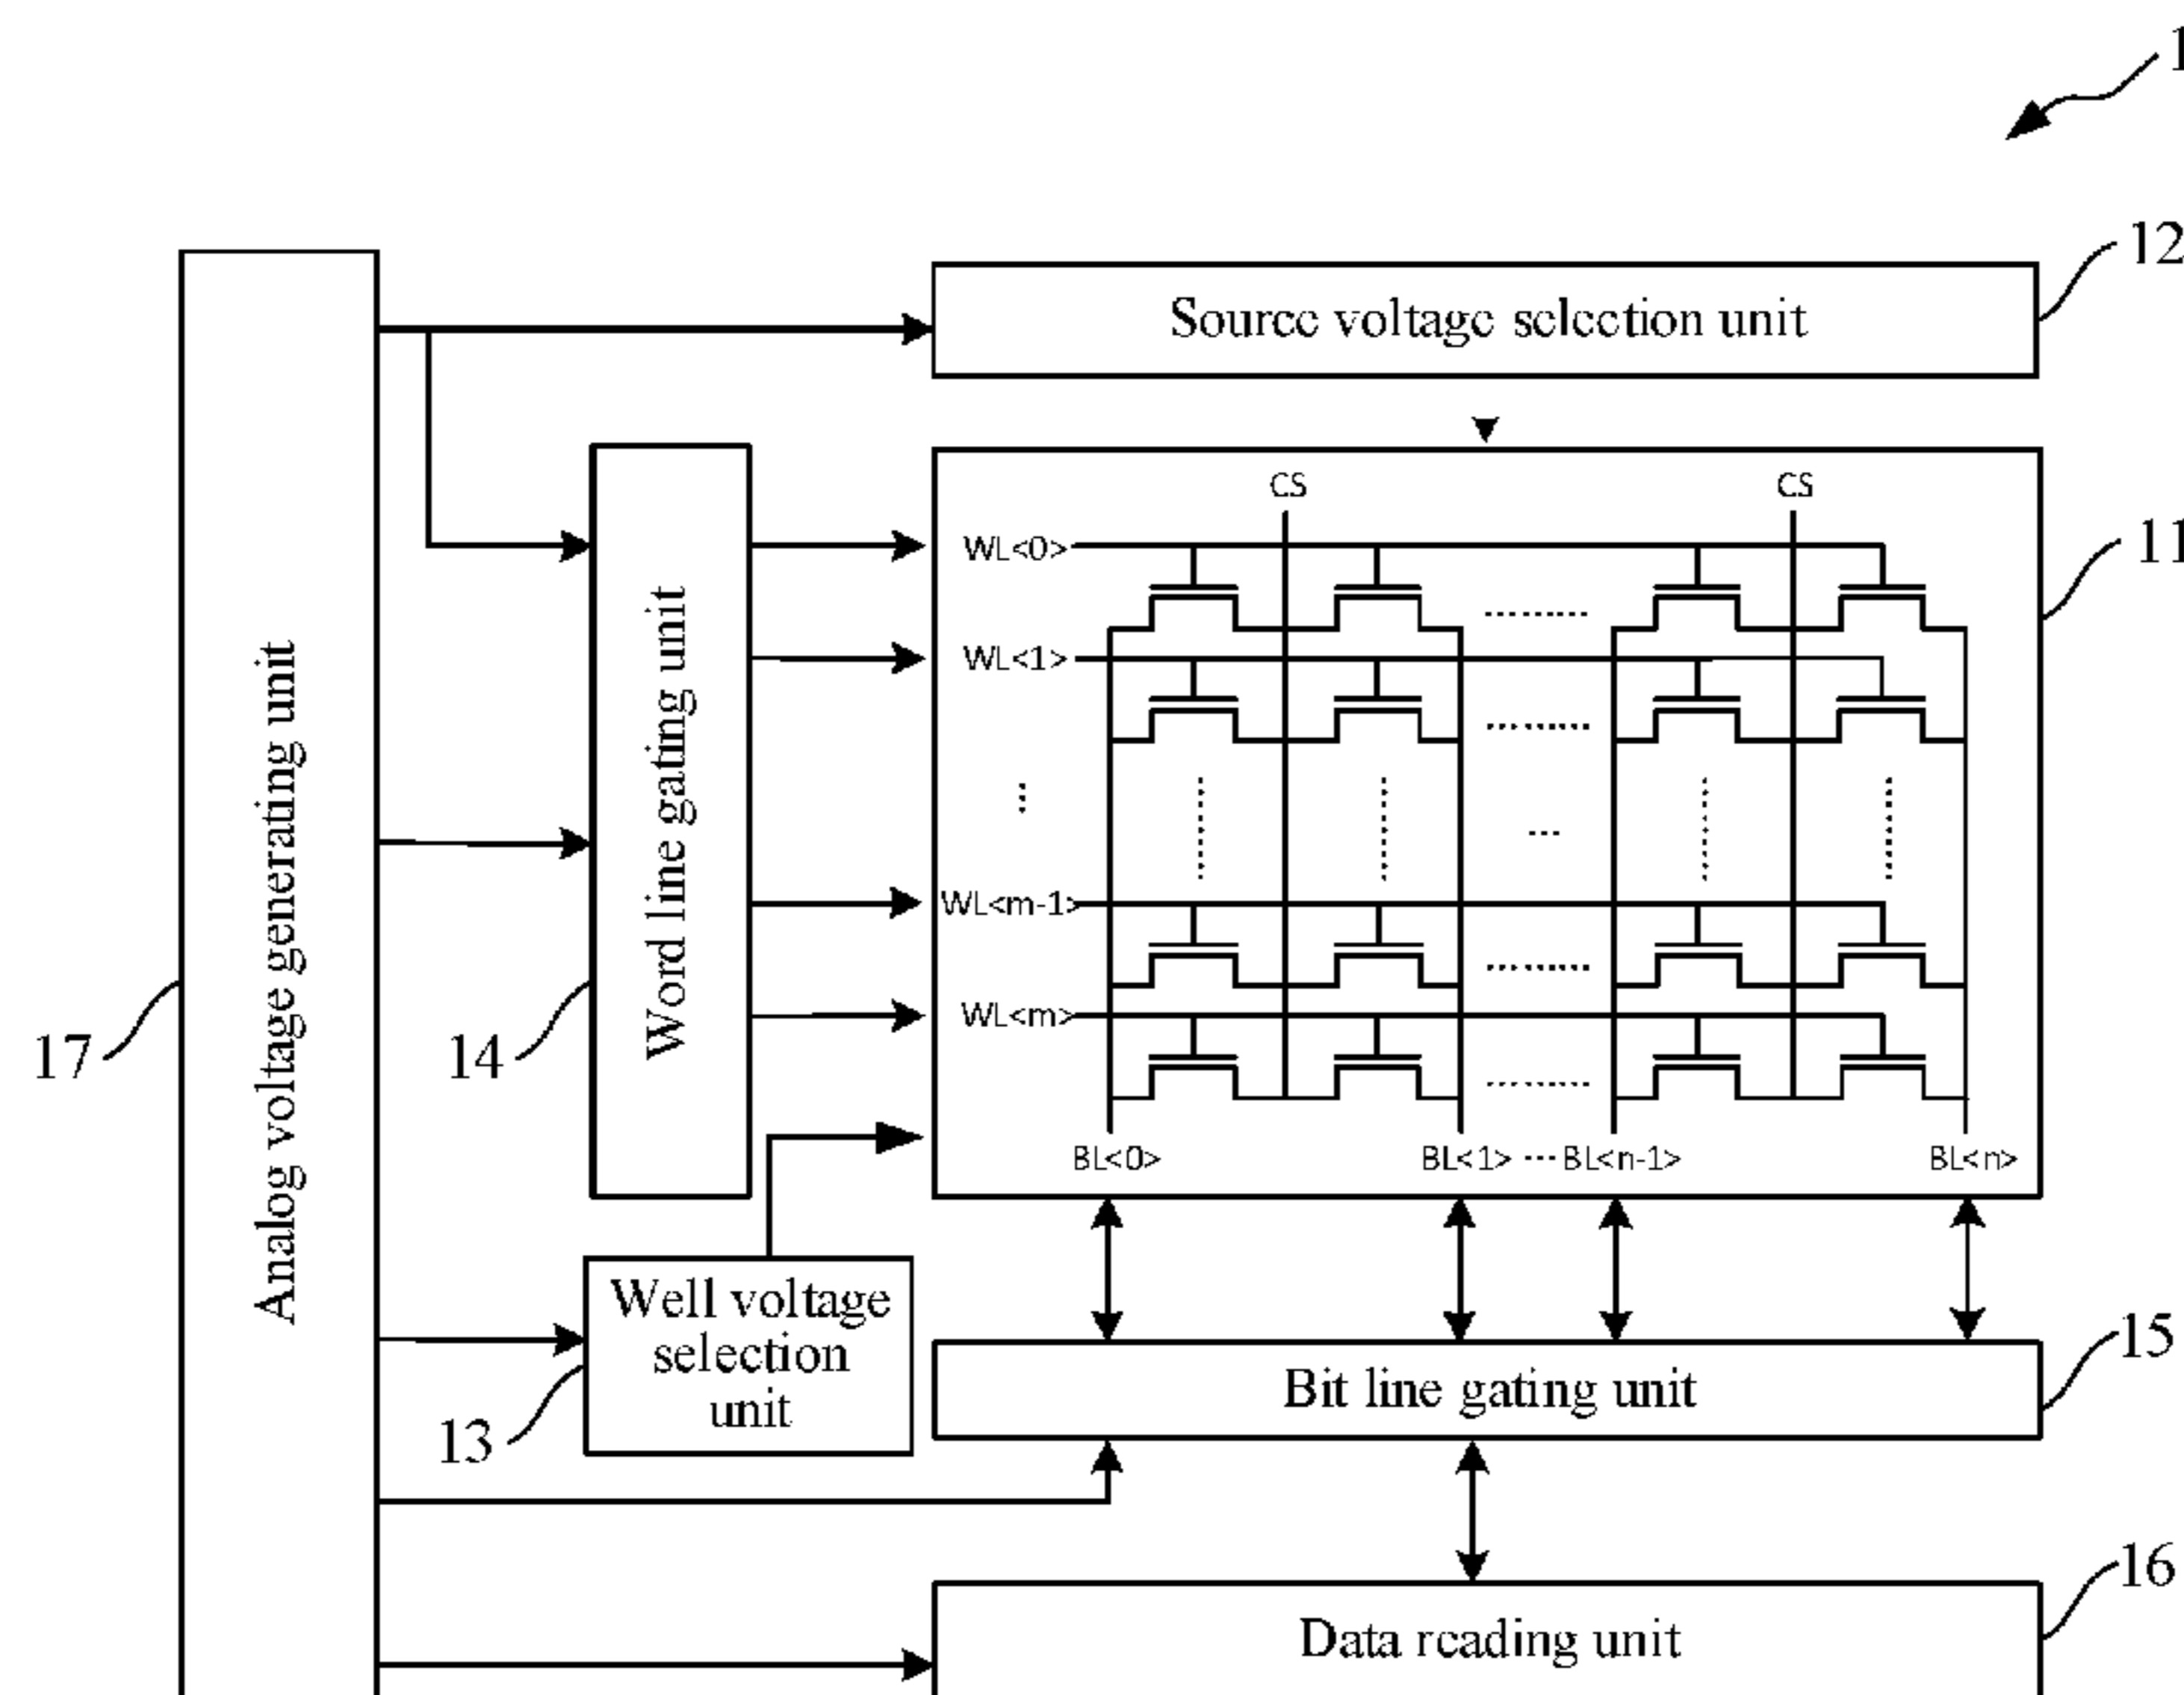 1
12
Source voltage selection unit
CS CS
11
WL<0>
WL<1>
WL<m-1>
WL<m>
BL<0> BL<1> ··· BL<n-1> BL<n>
Analog voltage generating unit
17
Word line gating unit
14
Well voltage
selection
unit
13
Bit line gating unit
15
16
Data reading unit